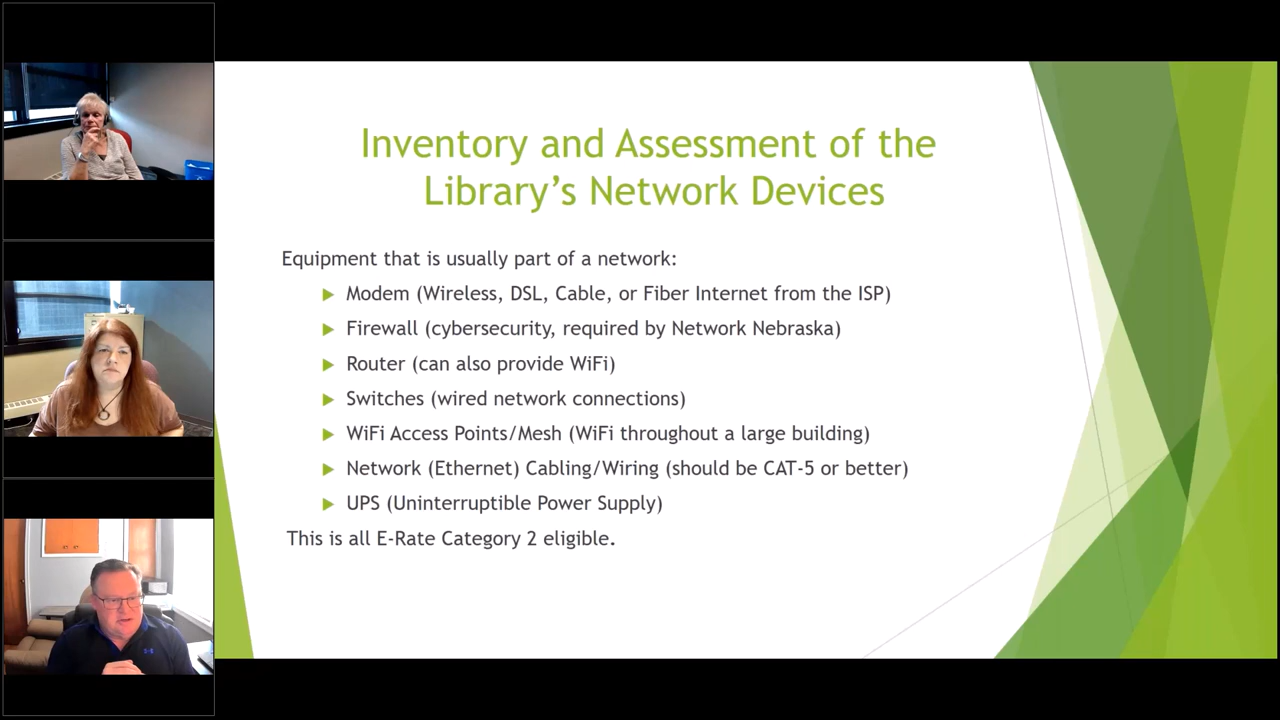 Inventory and Assessment of the
Library’s Network Devices
Equipment that is usually part of a network:
Modem (Wireless, DSL, Cable, or Fiber Internet from the ISP)
Firewall (cybersecurity, required by Network Nebraska)
Router (can also provide WiFi)
Switches (wired network connections)
WiFi Access Points/Mesh (WiFi throughout a large building)
Network (Ethernet) Cabling/Wiring (should be CAT-5 or better)
UPS (Uninterruptible Power Supply)
This is all E-Rate Category 2 eligible.